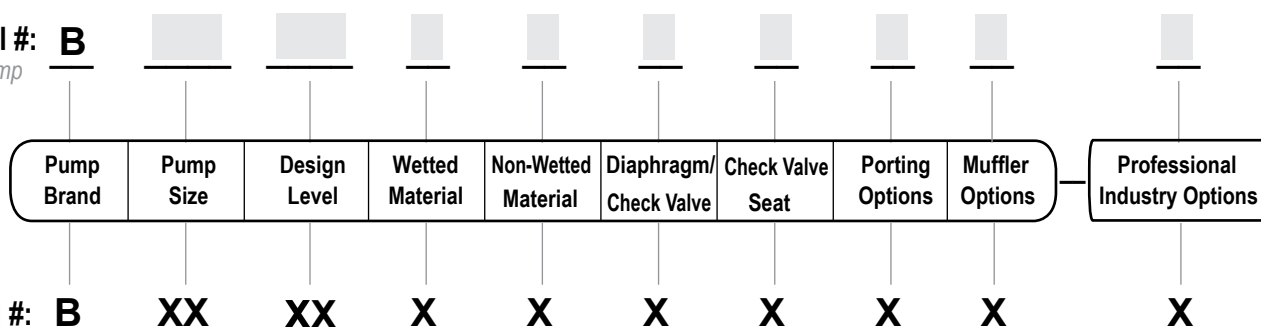 l #: B
mp
Pump Brand
Pump Size
Design Level
Wetted Material
Non-Wetted Material
Diaphragm/ Check Valve
Check Valve Seat
Porting Options
Muffler Options
Professional Industry Options
#: B XX XX X X X X X X X